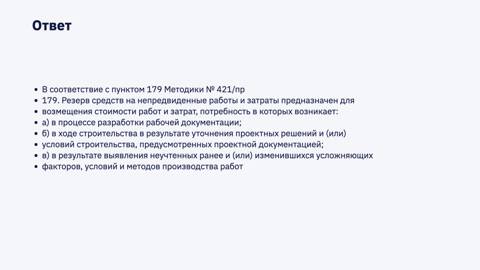 Ответ
• В соответствие с пунктом 179 Методики № 421/пр
• 179. Резерв средств на непредвиденные работы и затраты предназначен для
• возмещения стоимости работ и затрат, потребность в которых возникает:
• а) в процессе разработки рабочей документации;
• б) в ходе строительства в результате уточнения проектных решений и (или)
• условий строительства, предусмотренных проектной документацией;
• в) в результате выявления неучтенных ранее и (или) изменившихся усложняющих
• факторов, условий и методов производства работ